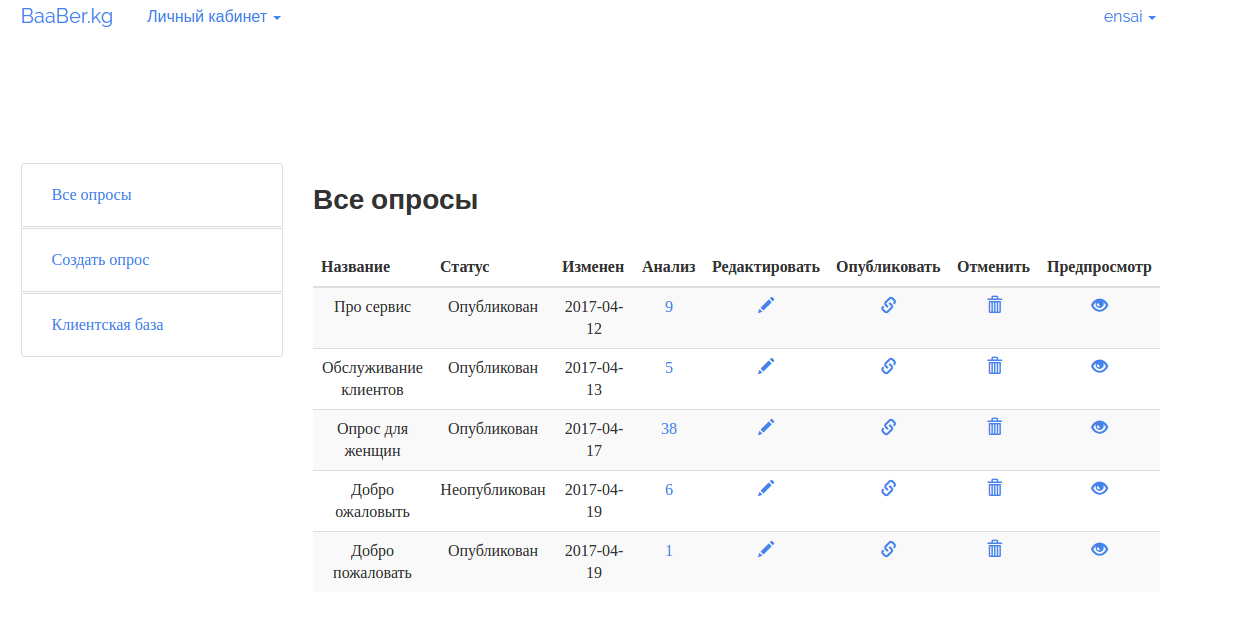 BaaBer.kg Личный кабинет ensai
Все опросы
Создать опрос
Клиентская база
Все опросы
Название Статус Изменен Анализ Редактировать Опубликовать Отменить Предпросмотр
Про сервис Опубликован 2017-04- 9
12
Обслуживание Опубликован 2017-04- 5
клиентов 13
Опрос для Опубликован 2017-04- 38
женщин 17
Добро Неопубликован 2017-04- 6
ожаловыть 19
Добро Опубликован 2017-04- 1
пожаловать 19